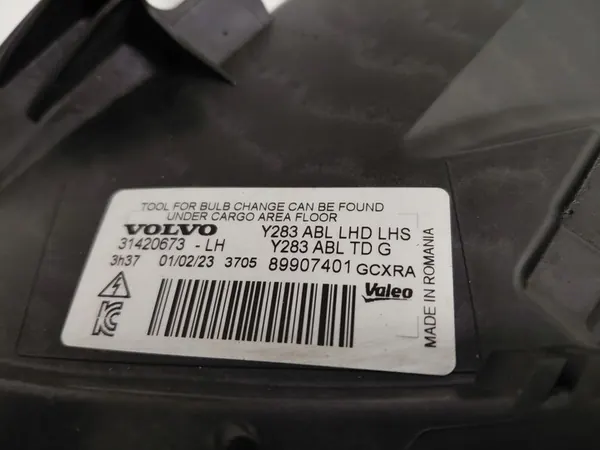 TOOL FOR BULB CHANGE CAN BE FOUND
UNDER CARGO AREA FLOOR
VOLVO Y283 ABL LHD LHS
31420673 - LH Y283 ABL TD G
3h37 01/02/23 3705 89907401 GCXRA
Valeo
MADE IN ROMANIA